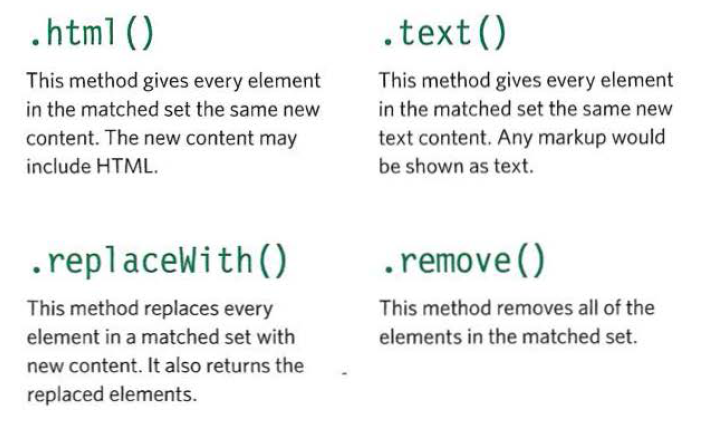 .html()
This method gives every element
in the matched set the same new
content. The new content may
include HTML.
.text()
This method gives every element
in the matched set the same new
text content. Any markup would
be shown as text.
.replaceWith()
This method replaces every
element in a matched set with
new content. It also returns the
replaced elements.
.remove()
This method removes all of the
elements in the matched set.